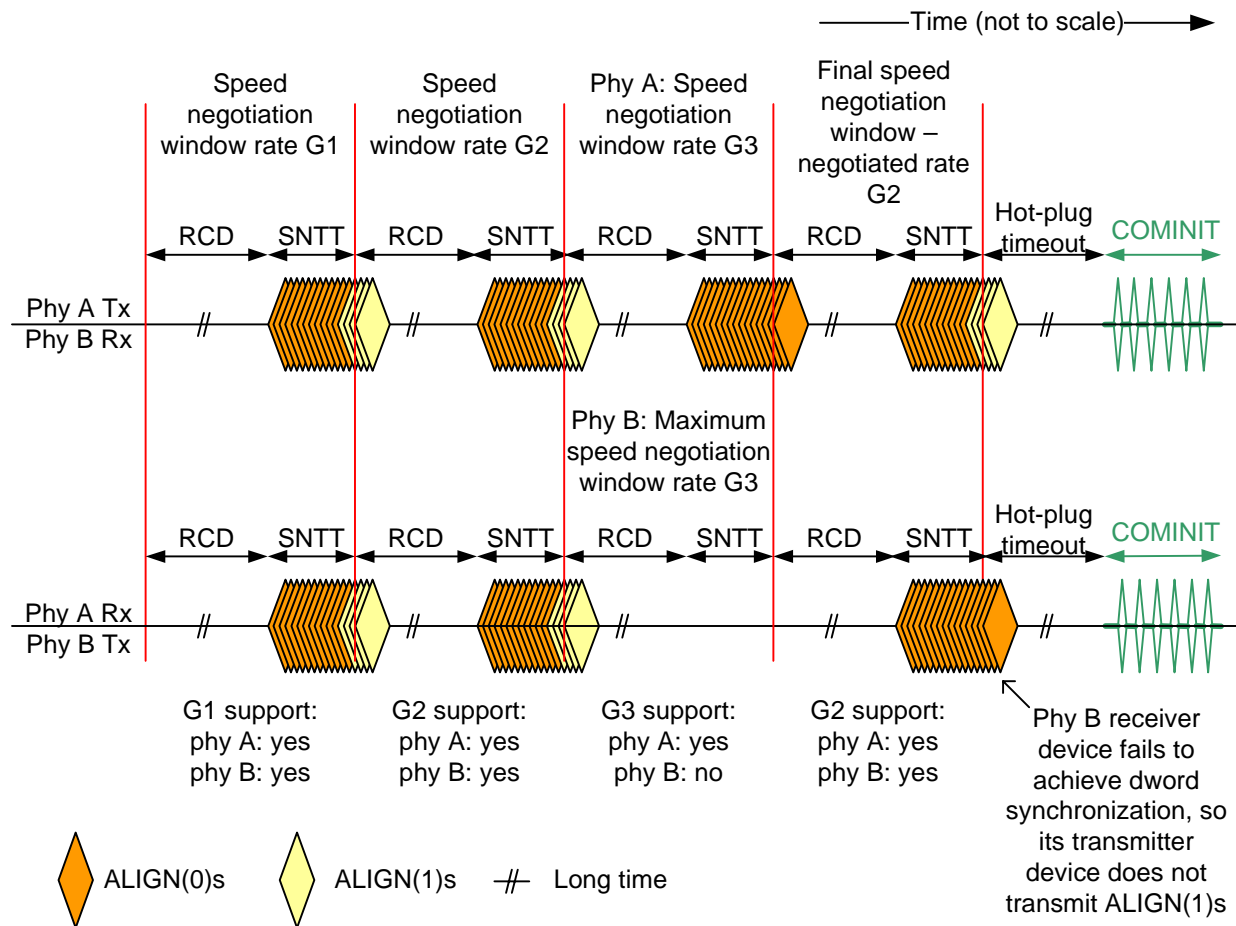 Time (not to scale)
Speed
negotiation
window rate G1
Speed
negotiation
window rate G2
Phy A: Speed
negotiation
window rate G3
Final speed
negotiation
window –
negotiated rate
G2
Hot-plug
timeout
RCD
SNTT
RCD
SNTT
RCD
SNTT
RCD
SNTT
COMINIT
Phy A Tx
Phy B Rx
Phy B: Maximum
speed negotiation
window rate G3
Hot-plug
timeout
RCD
SNTT
RCD
SNTT
RCD
SNTT
RCD
SNTT
COMINIT
Phy A Rx
Phy B Tx
G1 support:
phy A: yes
phy B: yes
G2 support:
phy A: yes
phy B: yes
G3 support:
phy A: yes
phy B: no
G2 support:
phy A: yes
phy B: yes
Phy B receiver
device fails to
achieve dword
synchronization, so
its transmitter
device does not
transmit ALIGN(1)s
ALIGN(0)s
ALIGN(1)s
Long time